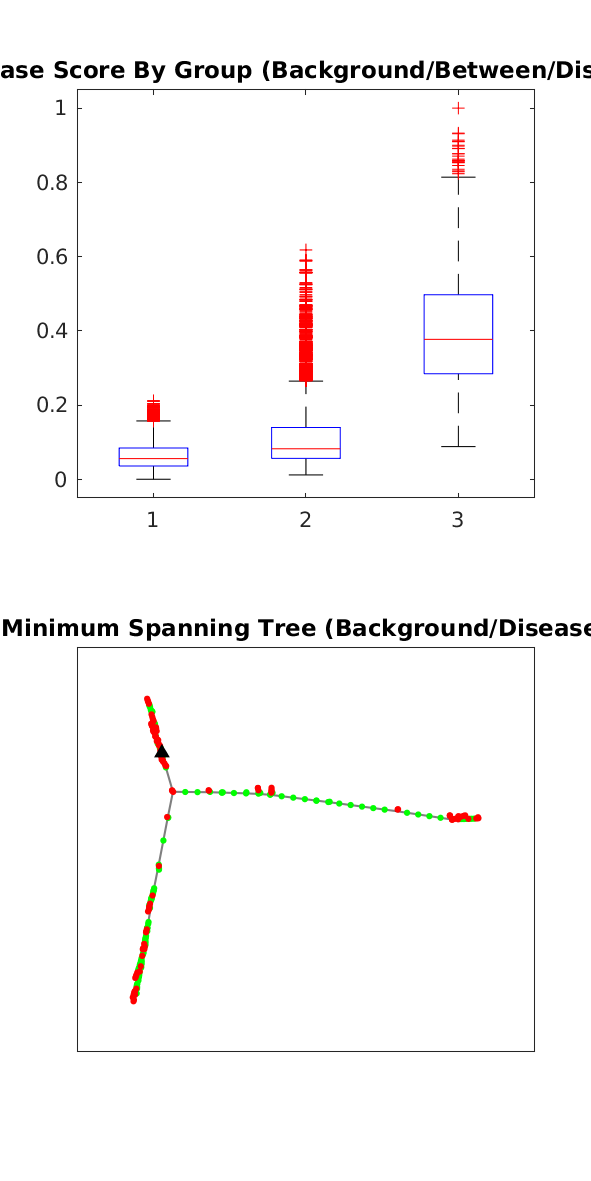 ase Score By Group (Background/Between/Dis
1
0.8
0.6
0.4
0.2
0
1 2 3
Minimum Spanning Tree (Background/Disease